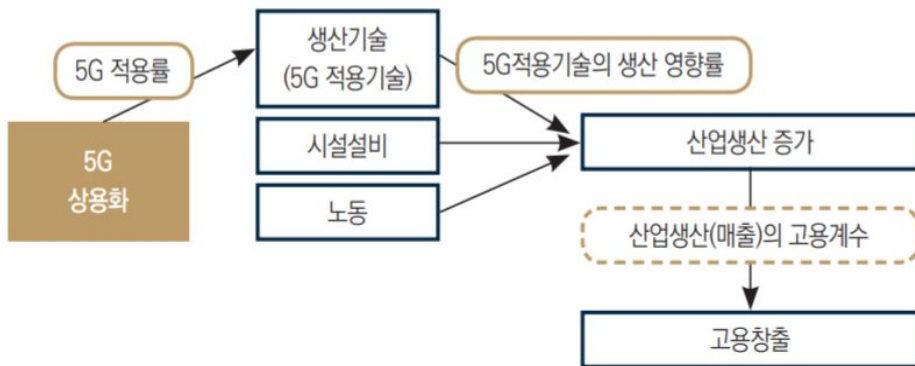 5G 적용률
생산기술
(5G 적용기술)
5G적용기술의 생산 영향률
5G
상용화
시설설비
노동
산업생산 증가
산업생산(매출)의 고용계수
고용창출